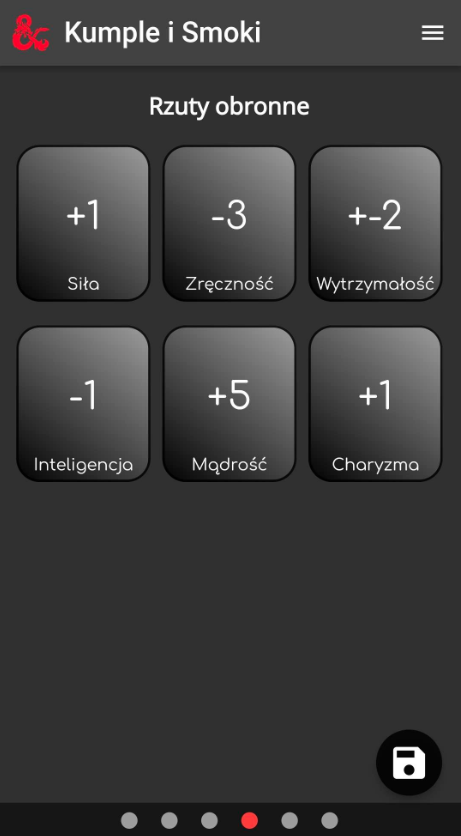 Kumple i Smoki
Rzuty obronne
+1 -3 +-2
Siła Zręczność Wytrzymałość
-1 +5 +1
Inteligencja Mądrość Charyzma